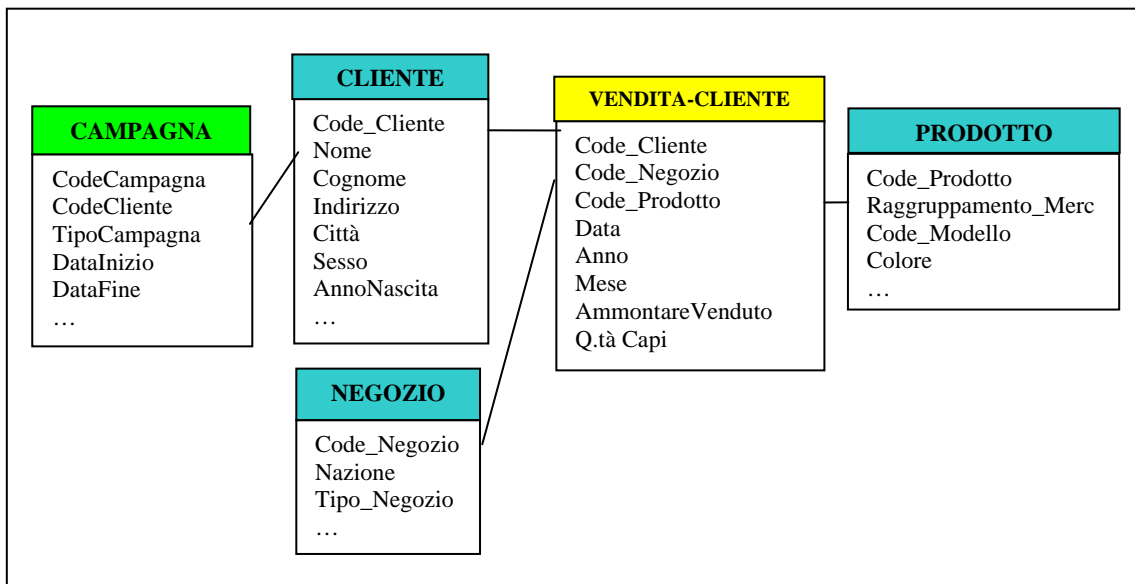 CAMPAGNA
CodeCampagna
CodeCliente
TipoCampagna
DataInizio
DataFine
…
CLIENTE
Code_Cliente
Nome
Cognome
Indirizzo
Città
Sesso
AnnoNascita
…
NEGOZIO
Code_Negozio
Nazione
Tipo_Negozio
…
VENDITA-CLIENTE
Code_Cliente
Code_Negozio
Code_Prodotto
Data
Anno
Mese
AmmontareVenduto
Q.tà Capi
PRODOTTO
Code_Prodotto
Raggruppamento_Merc
Code_Modello
Colore
…